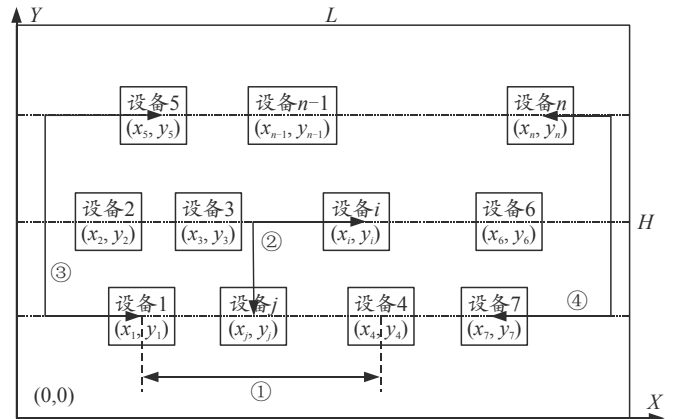 Y
L
设备5
(x₅, y₅)
设备n-1
(xₙ₋₁, yₙ₋₁)
设备n
(xₙ, yₙ)
设备2
(x₂, y₂)
设备3
(x₃, y₃)
设备i
(xᵢ, yᵢ)
设备6
(x₆, y₆)
H
②
③
④
设备1
(x₁, y₁)
设备j
(xⱼ, yⱼ)
设备4
(x₄, y₄)
设备7
(x₇, y₇)
①
(0,0)
X